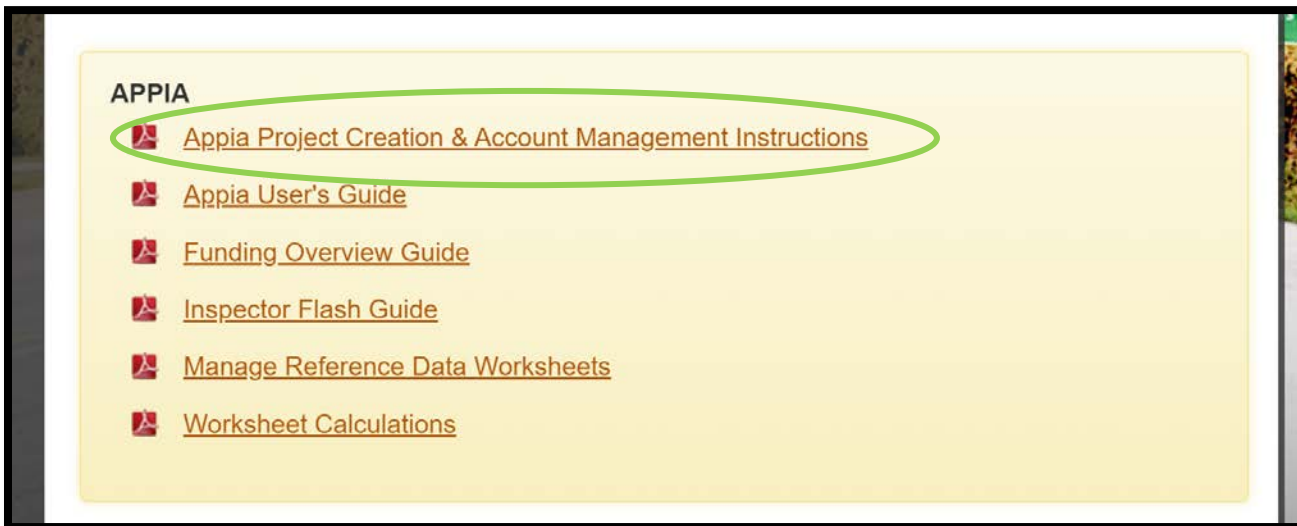 APPIA
Appia Project Creation & Account Management Instructions
Appia User's Guide
Funding Overview Guide
Inspector Flash Guide
Manage Reference Data Worksheets
Worksheet Calculations